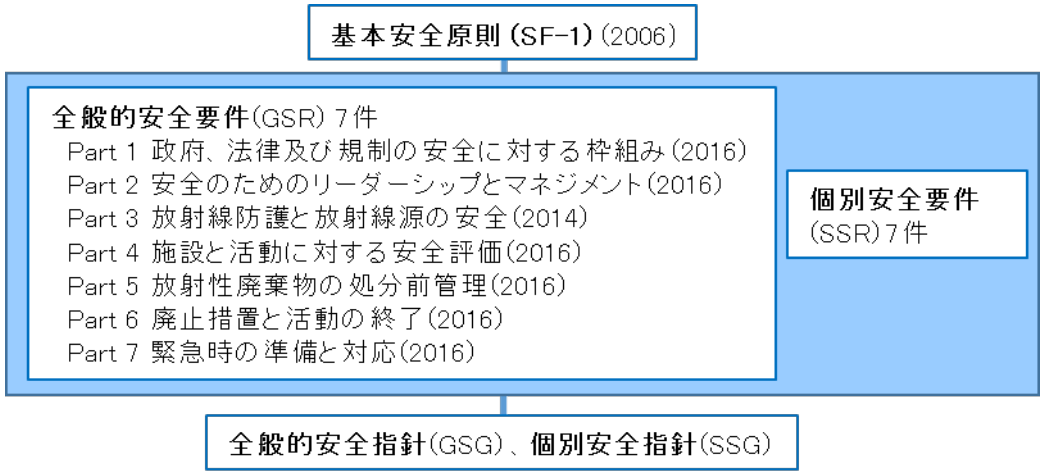 基本安全原則(SF-1)(2006)
全般的安全要件(GSR) 7件
Part 1 政府、法律及び規制の安全に対する枠組み(2016)
Part 2 安全のためのリーダーシップとマネジメント(2016)
Part 3 放射線防護と放射線源の安全(2014)
Part 4 施設と活動に対する安全評価(2016)
Part 5 放射性廃棄物の処分前管理(2016)
Part 6 廃止措置と活動の終了(2016)
Part 7 緊急時の準備と対応(2016)
個別安全要件
(SSR)7件
全般的安全指針(GSG)、個別安全指針(SSG)